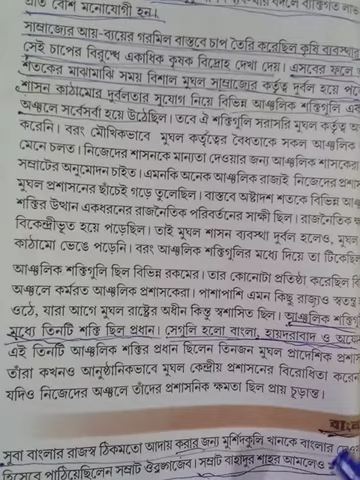 প্রতি বেশি মনোযোগী হন। ব্যক্তিগত লাভ
সাম্রাজ্যের আয়-ব্যয়ের গরমিল বাস্তবে চাপ তৈরি করেছিল কৃষি ব্যবস্থার
সেই চাপের বিরুদ্ধে একাধিক কৃষক বিদ্রোহ দেখা দেয়। এসবের ফলে
শতকের মাঝামাঝি সময় বিশাল মুঘল সাম্রাজ্যের কর্তৃত্ব দুর্বল হয়ে
শাসন কাঠামোর দুর্বলতার সুযোগ নিয়ে বিভিন্ন আঞ্চলিক শক্তিগুলি
অঞ্চলে সর্বেসর্বা হয়ে উঠেছিল। তবে ঐ শক্তিগুলি সরাসরি মুঘল কর্তৃত্ব
করেনি। বরং মৌখিকভাবে মুঘল কর্তৃত্বের বৈধতাকে সকল আঞ্চলিক
মেনে চলত। নিজেদের শাসনকে মান্যতা দেওয়ার জন্য আঞ্চলিক শাসকেরা
সম্রাটের অনুমোদন চাইত। এমনকি অনেক আঞ্চলিক রাজ্যই নিজেদের
মুঘল প্রশাসনের ছাঁচেই গড়ে তুলেছিল। বাস্তবে অষ্টাদশ শতকে বিভিন্ন
শক্তির উত্থান একধরনের রাজনৈতিক পরিবর্তনের সাক্ষী ছিল। রাজনৈতিক
বিকেন্দ্রীভূত হয়ে পড়েছিল। তাই মুঘল শাসন ব্যবস্থা দুর্বল হলেও, মুঘল
কাঠামো ভেঙে পড়েনি। বরং আঞ্চলিক শক্তিগুলির মধ্যে দিয়ে তা টিকেছিল
আঞ্চলিক শক্তিগুলি ছিল বিভিন্ন রকমের। তার কোনোটা প্রতিষ্ঠা করেছিল
অঞ্চলে কর্মরত আঞ্চলিক প্রশাসকেরা। পাশাপাশি এমন কিছু রাজ্যও স্বতন্ত্র
ওঠে, যারা আগে মুঘল রাষ্ট্রের অধীন কিন্তু স্বশাসিত ছিল। আঞ্চলিক
মধ্যে তিনটি শক্তি ছিল প্রধান। সেগুলি হলো বাংলা, হায়দরাবাদ ও
এই তিনটি আঞ্চলিক শক্তির প্রধান ছিলেন তিনজন মুঘল প্রাদেশিক
তাঁরা কখনও আনুষ্ঠানিকভাবে মুঘল কেন্দ্রীয় প্রশাসনের বিরোধিতা
যদিও নিজেদের অঞ্চলে তাঁদের প্রশাসনিক ক্ষমতা ছিল প্রায় চূড়ান্ত।
সুবা বাংলার রাজস্ব ঠিকমতো আদায় করার জন্য মুর্শিদকুলি খানকে বাংলার
হিসেবে পাঠিয়েছিলেন সম্রাট ঔরঙ্গজেব। সম্রাট বাহাদুর শাহর আমলেও